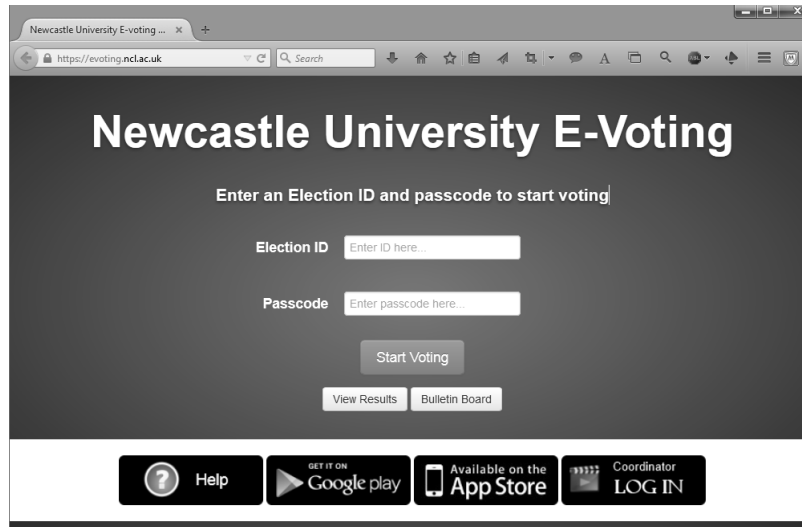 Newcastle University E-voting ...
https://evoting.ncl.ac.uk
Search
Newcastle University E-Voting
Enter an Election ID and passcode to start voting
Election ID
Enter ID here...
Passcode
Enter passcode here...
Start Voting
View Results
Bulletin Board
? Help
GET IT ON
Google play
Available on the
App Store
Coordinator
LOG IN